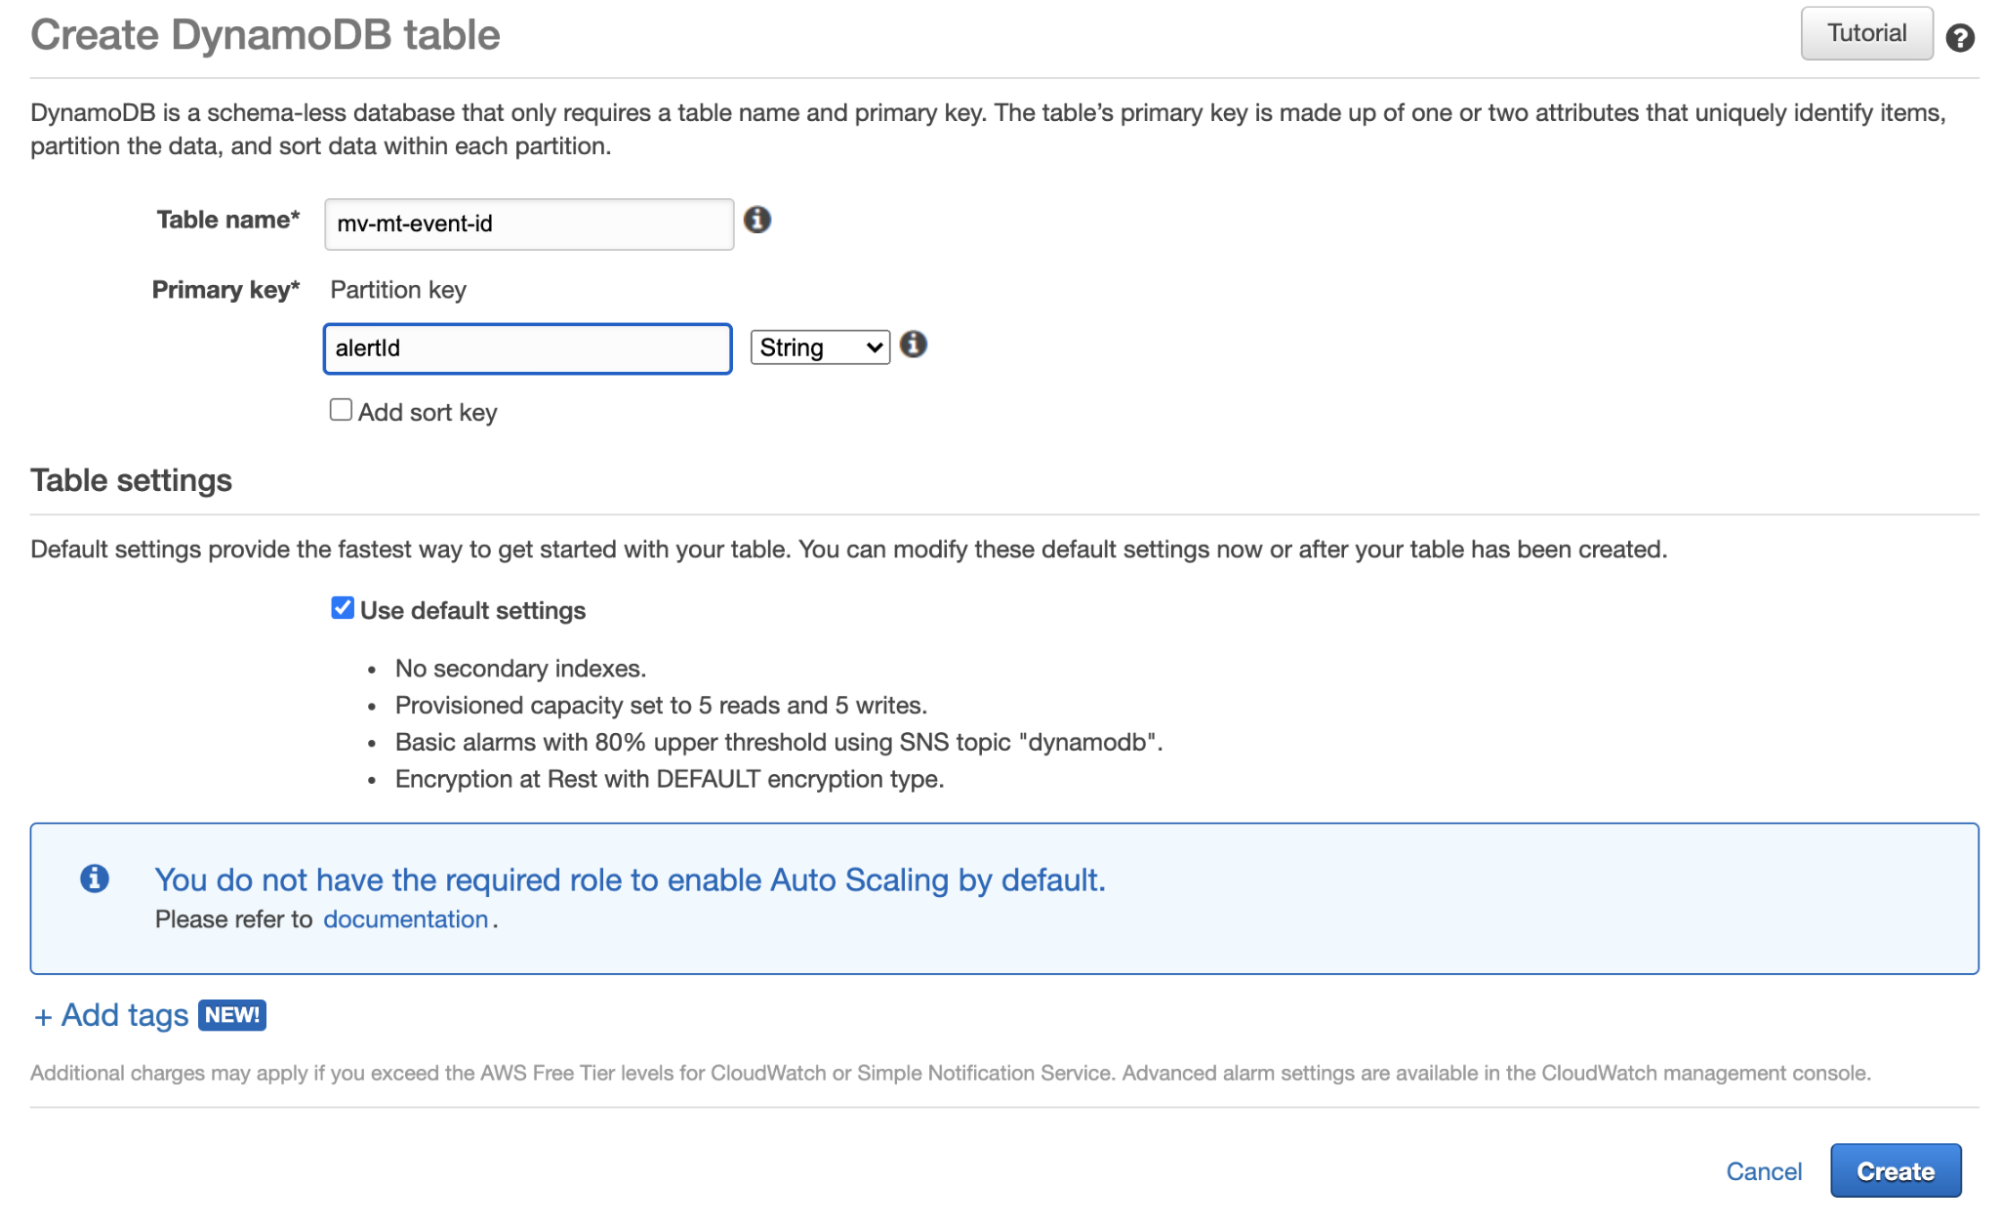 Create DynamoDB table
Tutorial
DynamoDB is a schema-less database that only requires a table name and primary key. The table’s primary key is made up of one or two attributes that uniquely identify items,
partition the data, and sort data within each partition.
Table name* mv-mt-event-id
Primary key* Partition key
alertId String
Add sort key
Table settings
Default settings provide the fastest way to get started with your table. You can modify these default settings now or after your table has been created.
Use default settings
• No secondary indexes.
• Provisioned capacity set to 5 reads and 5 writes.
• Basic alarms with 80% upper threshold using SNS topic "dynamodb".
• Encryption at Rest with DEFAULT encryption type.
You do not have the required role to enable Auto Scaling by default.
Please refer to documentation.
+ Add tags NEW!
Additional charges may apply if you exceed the AWS Free Tier levels for CloudWatch or Simple Notification Service. Advanced alarm settings are available in the CloudWatch management console.
Cancel Create